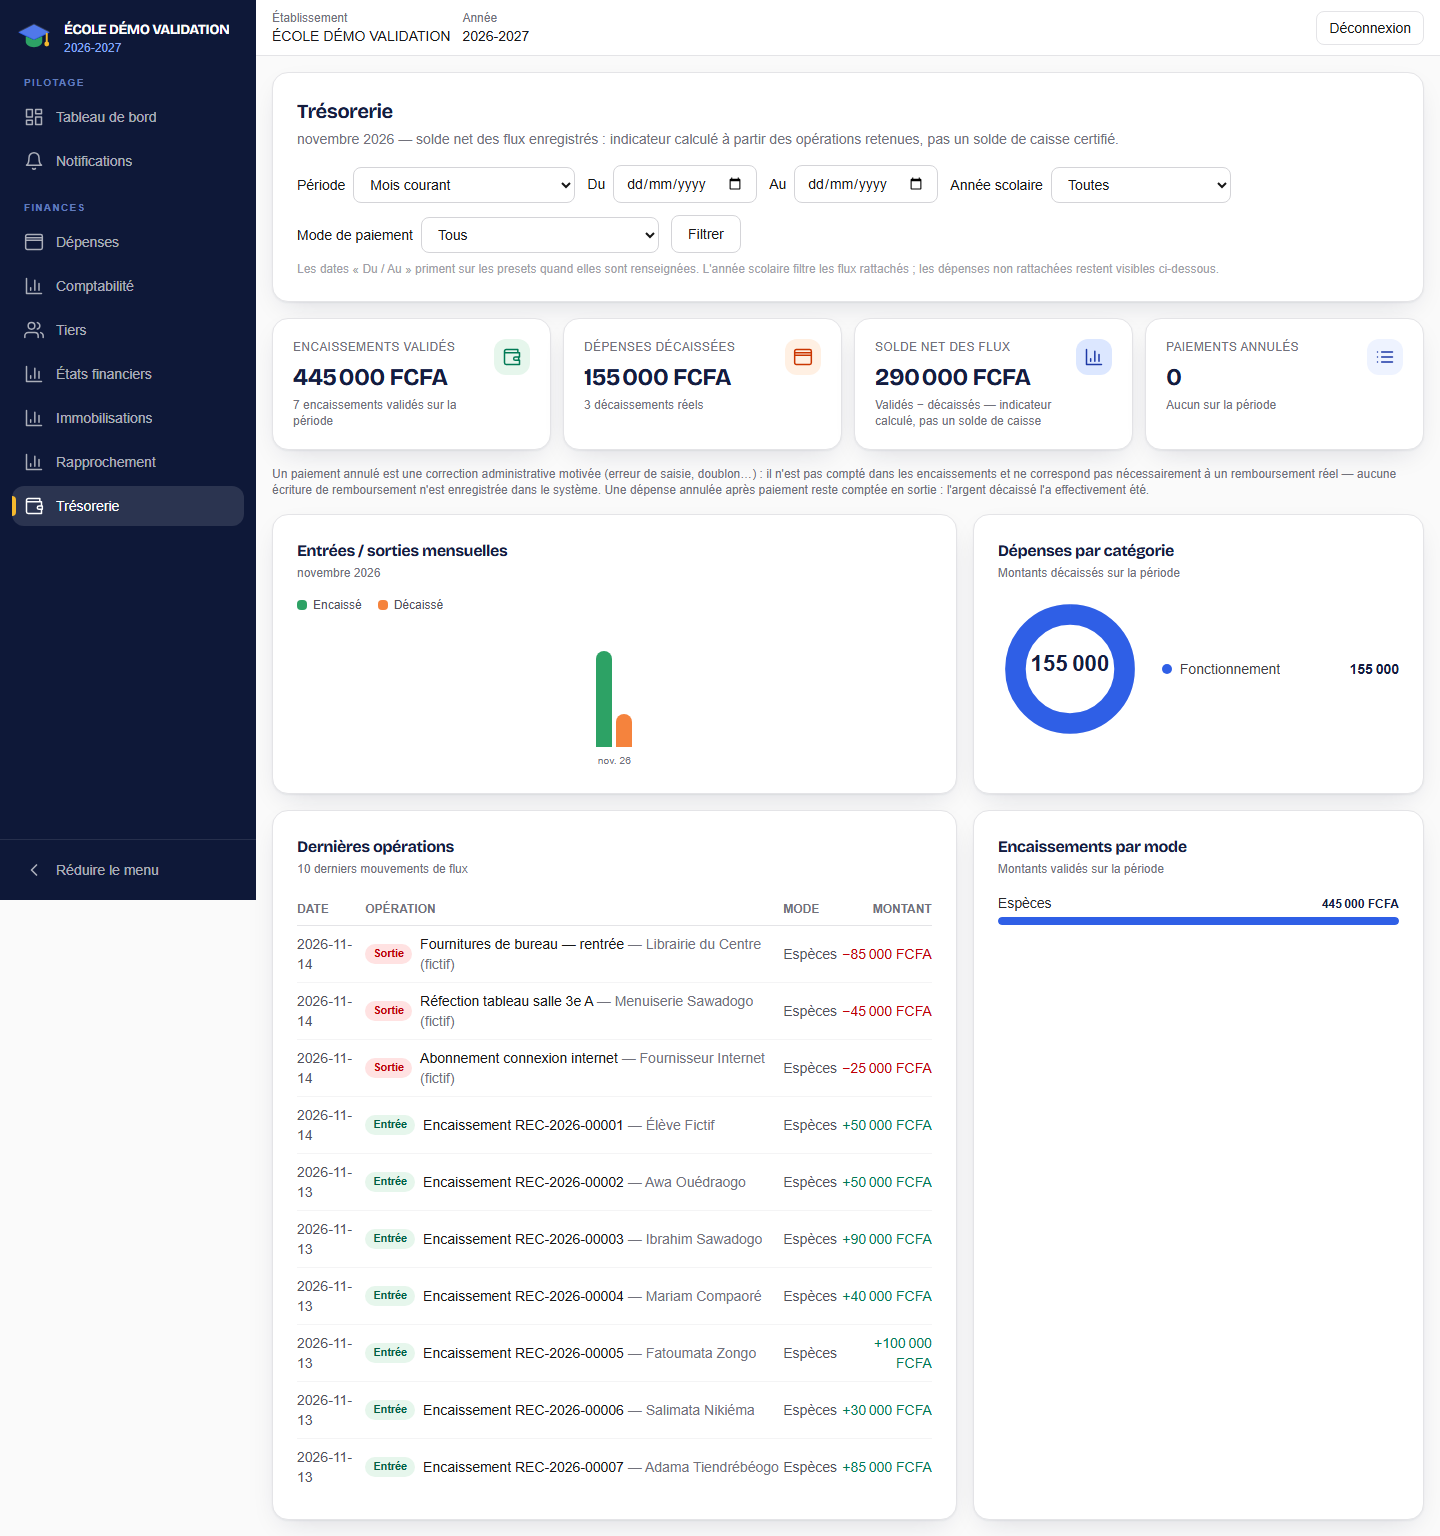 ÉCOLE DÉMO VALIDATION
2026-2027
PILOTAGE
Tableau de bord
Notifications
FINANCES
Dépenses
Comptabilité
Tiers
États financiers
Immobilisations
Rapprochement
Trésorerie
Réduire le menu
Établissement
ÉCOLE DÉMO VALIDATION
Année
2026-2027
Déconnexion
Trésorerie
novembre 2026 — solde net des flux enregistrés : indicateur calculé à partir des opérations retenues, pas un solde de caisse certifié.
Période Mois courant Du dd/mm/yyyy Au dd/mm/yyyy Année scolaire Toutes
Mode de paiement Tous Filtrer
Les dates « Du / Au » priment sur les presets quand elles sont renseignées. L'année scolaire filtre les flux rattachés ; les dépenses non rattachées restent visibles ci-dessous.
ENCAISSEMENTS VALIDÉS
445 000 FCFA
7 encaissements validés sur la
période
DÉPENSES DÉCAISSÉES
155 000 FCFA
3 décaissements réels
SOLDE NET DES FLUX
290 000 FCFA
Validés − décaissés — indicateur
calculé, pas un solde de caisse
PAIEMENTS ANNULÉS
0
Aucun sur la période
Un paiement annulé est une correction administrative motivée (erreur de saisie, doublon…) : il n'est pas compté dans les encaissements et ne correspond pas nécessairement à un remboursement réel — aucune
écriture de remboursement n'est enregistrée dans le système. Une dépense annulée après paiement reste comptée en sortie : l'argent décaissé l'a effectivement été.
Entrées / sorties mensuelles
novembre 2026
Encaissé Décaissé
nov. 26
Dépenses par catégorie
Montants décaissés sur la période
155 000
Fonctionnement 155 000
Dernières opérations
10 derniers mouvements de flux
DATE OPÉRATION MODE MONTANT
2026-11-
14
Sortie Fournitures de bureau — rentrée — Librairie du Centre
(fictif)
Espèces −85 000 FCFA
2026-11-
14
Sortie Réfection tableau salle 3e A — Menuiserie Sawadogo
(fictif)
Espèces −45 000 FCFA
2026-11-
14
Sortie Abonnement connexion internet — Fournisseur Internet
(fictif)
Espèces −25 000 FCFA
2026-11-
14
Entrée Encaissement REC-2026-00001 — Élève Fictif Espèces +50 000 FCFA
2026-11-
13
Entrée Encaissement REC-2026-00002 — Awa Ouédraogo Espèces +50 000 FCFA
2026-11-
13
Entrée Encaissement REC-2026-00003 — Ibrahim Sawadogo Espèces +90 000 FCFA
2026-11-
13
Entrée Encaissement REC-2026-00004 — Mariam Compaoré Espèces +40 000 FCFA
2026-11-
13
Entrée Encaissement REC-2026-00005 — Fatoumata Zongo Espèces +100 000
FCFA
2026-11-
13
Entrée Encaissement REC-2026-00006 — Salimata Nikiéma Espèces +30 000 FCFA
2026-11-
13
Entrée Encaissement REC-2026-00007 — Adama Tiendrébéogo Espèces +85 000 FCFA
Encaissements par mode
Montants validés sur la période
Espèces 445 000 FCFA